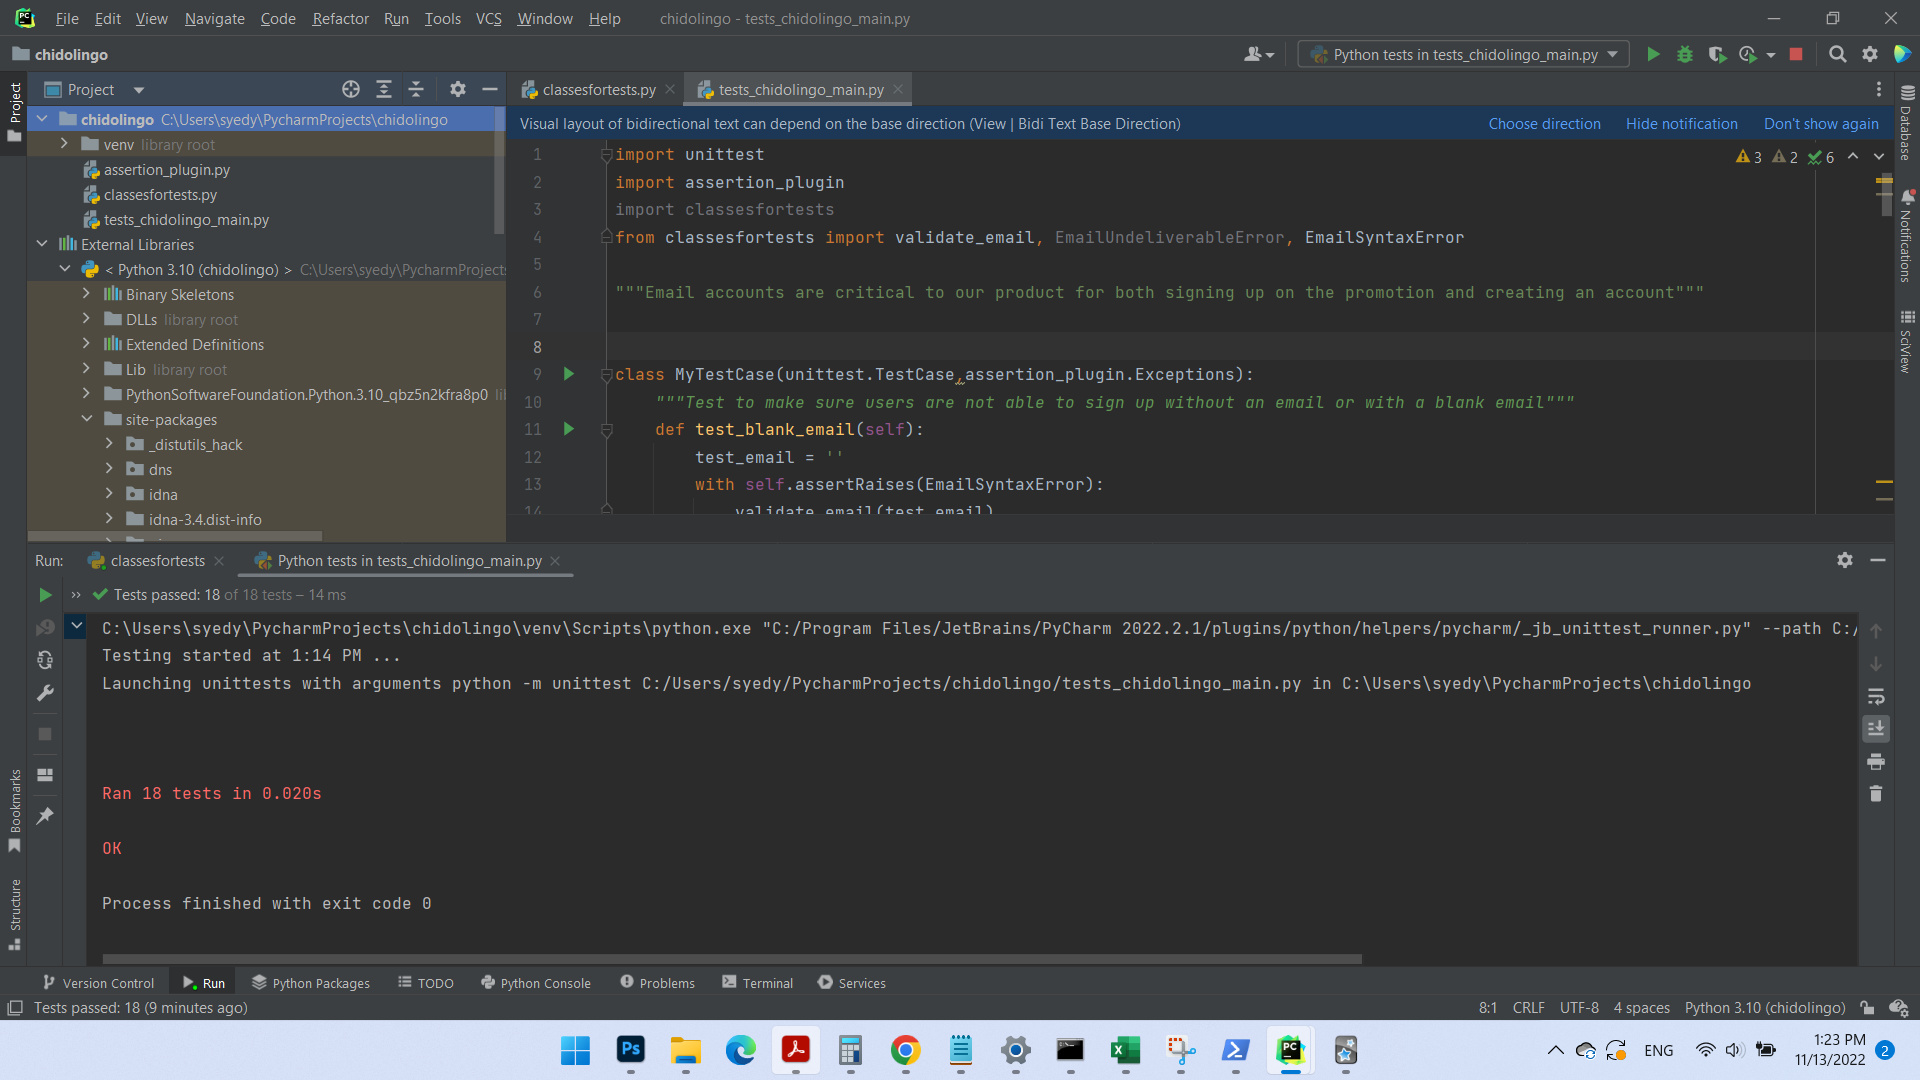 File Edit View Navigate Code Refactor Run Tools VCS Window Help chidolingo - tests_chidolingo_main.py
chidolingo
Python tests in tests_chidolingo_main.py
Project
Project
classesfortests.py
tests_chidolingo_main.py
chidolingo C:\Users\syedy\PycharmProjects\chidolingo
venv library root
assertion_plugin.py
classesfortests.py
tests_chidolingo_main.py
External Libraries
< Python 3.10 (chidolingo) > C:\Users\syedy\PycharmProjects
Binary Skeletons
DLLs library root
Extended Definitions
Lib library root
PythonSoftwareFoundation.Python.3.10_qbz5n2kfra8p0
site-packages
_distutils_hack
dns
idna
idna-3.4.dist-info
Visual layout of bidirectional text can depend on the base direction (View | Bidi Text Base Direction) Choose direction Hide notification Don't show again
3 2 6
1 import unittest
2 import assertion_plugin
3 import classesfortests
4 from classesfortests import validate_email, EmailUndeliverableError, EmailSyntaxError
5
6 """Email accounts are critical to our product for both signing up on the promotion and creating an account"""
7
8
9 class MyTestCase(unittest.TestCase,assertion_plugin.Exceptions):
10 """Test to make sure users are not able to sign up without an email or with a blank email"""
11 def test_blank_email(self):
12 test_email = ''
13 with self.assertRaises(EmailSyntaxError):
14 validate_email(test_email)
Database
Notifications
SciView
Run: classesfortests Python tests in tests_chidolingo_main.py
Tests passed: 18 of 18 tests – 14 ms
C:\Users\syedy\PycharmProjects\chidolingo\venv\Scripts\python.exe "C:/Program Files/JetBrains/PyCharm 2022.2.1/plugins/python/helpers/pycharm/_jb_unittest_runner.py" --path C:/
Testing started at 1:14 PM ...
Launching unittests with arguments python -m unittest C:/Users/syedy/PycharmProjects/chidolingo/tests_chidolingo_main.py in C:\Users\syedy\PycharmProjects\chidolingo
Ran 18 tests in 0.020s
OK
Process finished with exit code 0
Bookmarks
Structure
Version Control Run Python Packages TODO Python Console Problems Terminal Services
Tests passed: 18 (9 minutes ago) 8:1 CRLF UTF-8 4 spaces Python 3.10 (chidolingo)
Ps
PC
ENG
1:23 PM
11/13/2022
2